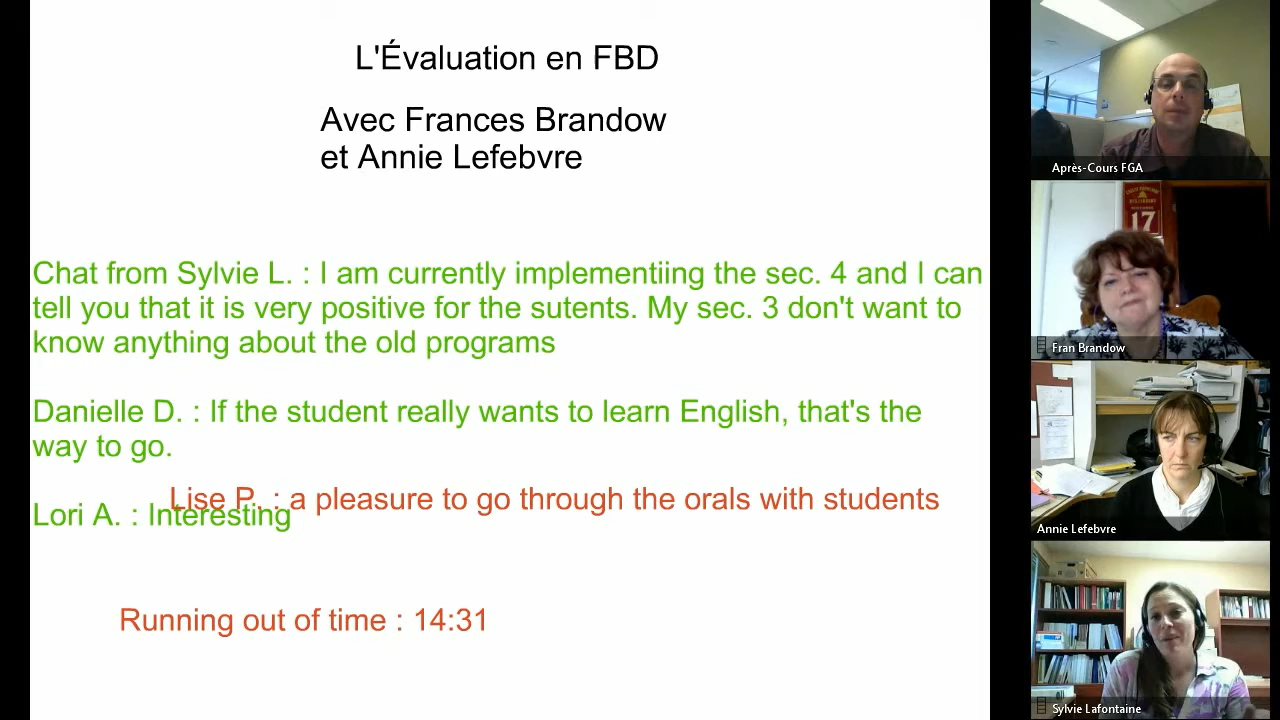 L'Évaluation en FBD
Avec Frances Brandow
et Annie Lefebvre
Chat from Sylvie L. : I am currently implementiing the sec. 4 and I can
tell you that it is very positive for the sutents. My sec. 3 don't want to
know anything about the old programs
Danielle D. : If the student really wants to learn English, that's the
way to go.
Lise P. : a pleasure to go through the orals with students
Lori A. : Interesting
Running out of time : 14:31
Après-Cours FGA
17
Fran Brandow
Annie Lefebvre
Sylvie Lafontaine